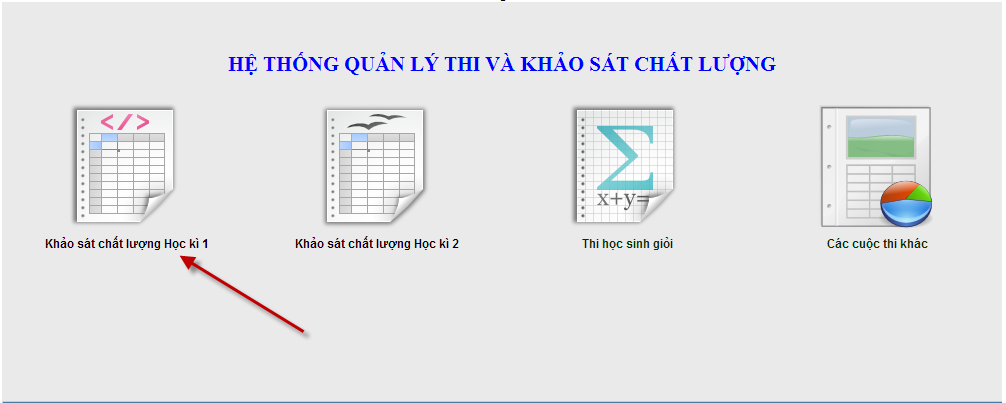 HỆ THỐNG QUẢN LÝ THI VÀ KHẢO SÁT CHẤT LƯỢNG
</>
Σ
x+y=
Khảo sát chất lượng Học kì 1
Khảo sát chất lượng Học kì 2
Thi học sinh giỏi
Các cuộc thi khác